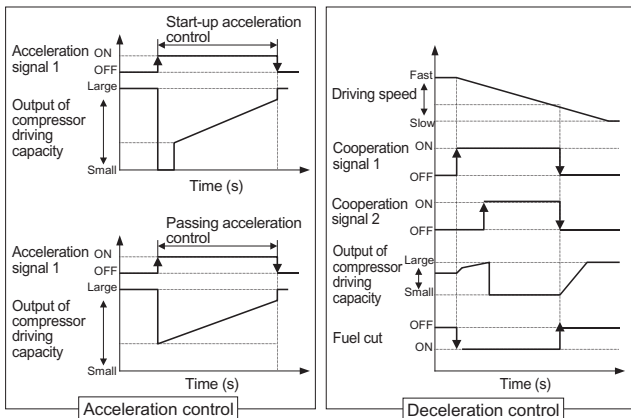 Start-up acceleration
control
Acceleration
signal 1
ON
OFF
Large
Output of
compressor
driving
capacity
Small
Time (s)
Passing acceleration
control
Acceleration
signal 1
ON
OFF
Large
Output of
compressor
driving
capacity
Small
Time (s)
Acceleration control
Fast
Driving speed
Slow
Cooperation
signal 1
ON
OFF
Cooperation
signal 2
ON
OFF
Output of
compressor
driving
capacity
Large
Small
Fuel cut
OFF
ON
Time (s)
Deceleration control